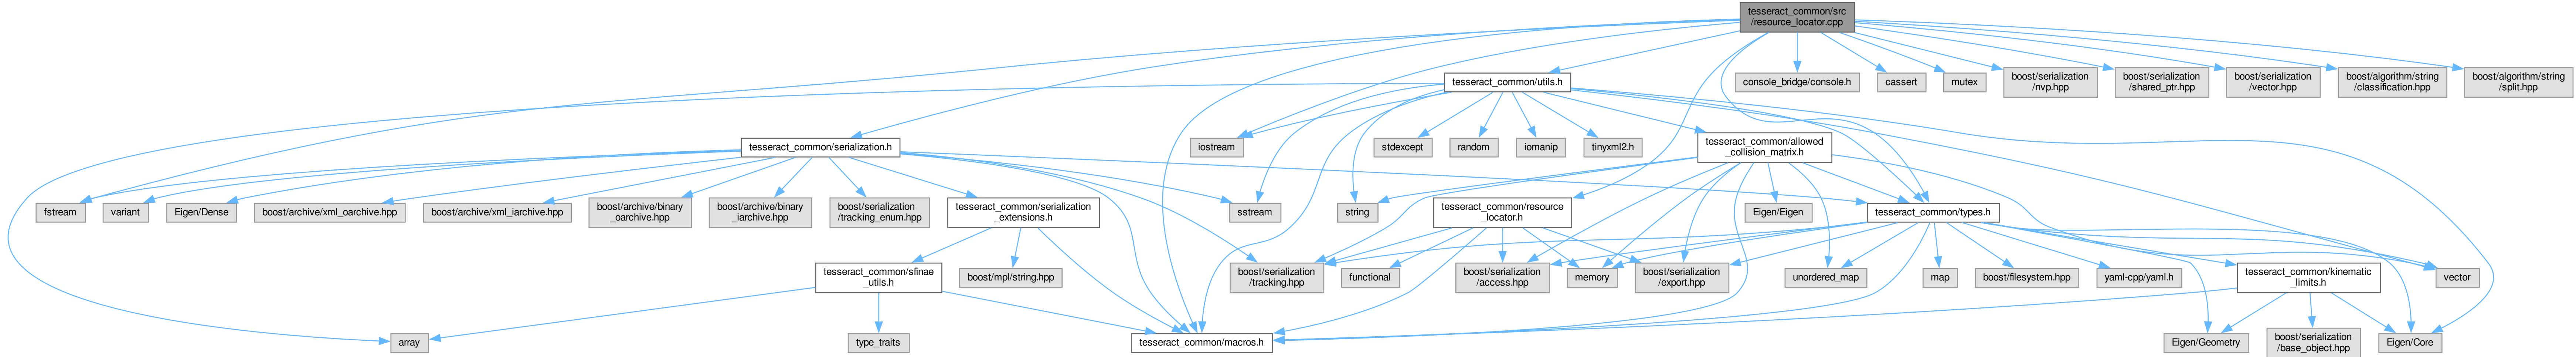 tesseract_common/src
/resource_locator.cpp
tesseract_common/utils.h
console_bridge/console.h
cassert
mutex
boost/serialization
/nvp.hpp
boost/serialization
/shared_ptr.hpp
boost/serialization
/vector.hpp
boost/algorithm/string
/classification.hpp
boost/algorithm/string
/split.hpp
tesseract_common/serialization.h
iostream
stdexcept
random
iomanip
tinyxml2.h
tesseract_common/allowed
_collision_matrix.h
fstream
variant
Eigen/Dense
boost/archive/xml_oarchive.hpp
boost/archive/xml_iarchive.hpp
boost/archive/binary
_oarchive.hpp
boost/archive/binary
_iarchive.hpp
boost/serialization
/tracking_enum.hpp
tesseract_common/serialization
_extensions.h
sstream
string
tesseract_common/resource
_locator.h
Eigen/Eigen
tesseract_common/types.h
tesseract_common/sfinae
_utils.h
boost/mpl/string.hpp
boost/serialization
/tracking.hpp
functional
boost/serialization
/access.hpp
memory
boost/serialization
/export.hpp
unordered_map
map
boost/filesystem.hpp
yaml-cpp/yaml.h
tesseract_common/kinematic
_limits.h
vector
array
type_traits
tesseract_common/macros.h
Eigen/Geometry
boost/serialization
/base_object.hpp
Eigen/Core